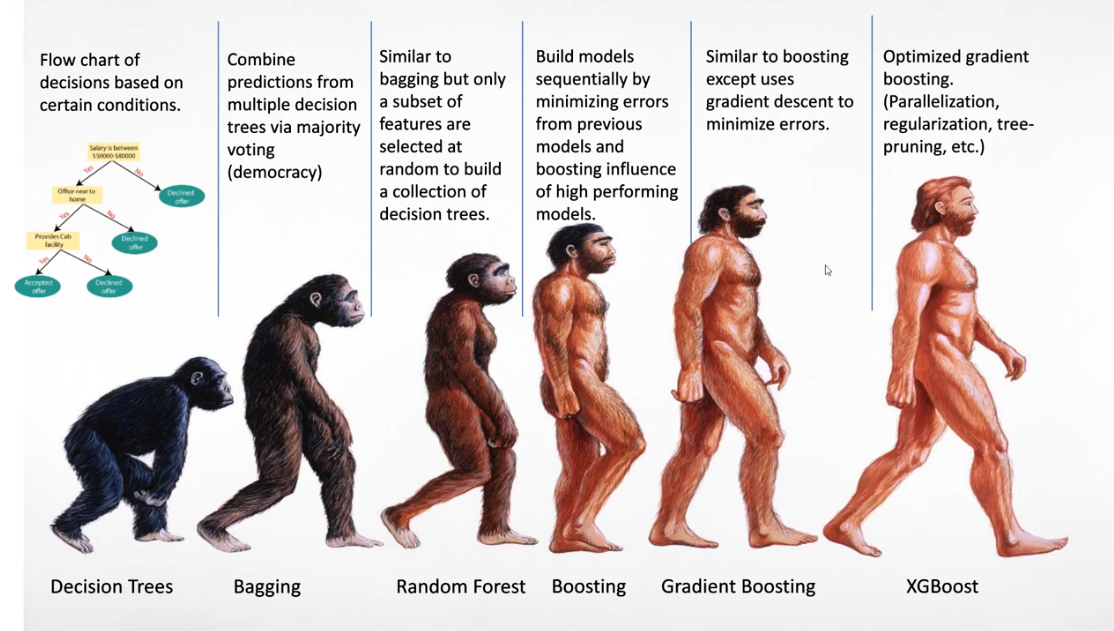 Flow chart of
decisions based on
certain conditions.
Salary is between
$50000-$80000
Yes
No
Office near to
home
Declined
offer
Yes
No
Provides Cab
facility
Declined
offer
Yes
No
Accepted
offer
Declined
offer
Combine
predictions from
multiple decision
trees via majority
voting
(democracy)
Similar to
bagging but only
a subset of
features are
selected at
random to build
a collection of
decision trees.
Build models
sequentially by
minimizing errors
from previous
models and
boosting influence
of high performing
models.
Similar to boosting
except uses
gradient descent to
minimize errors.
Optimized gradient
boosting.
(Parallelization,
regularization, tree-
pruning, etc.)
Decision Trees
Bagging
Random Forest
Boosting
Gradient Boosting
XGBoost